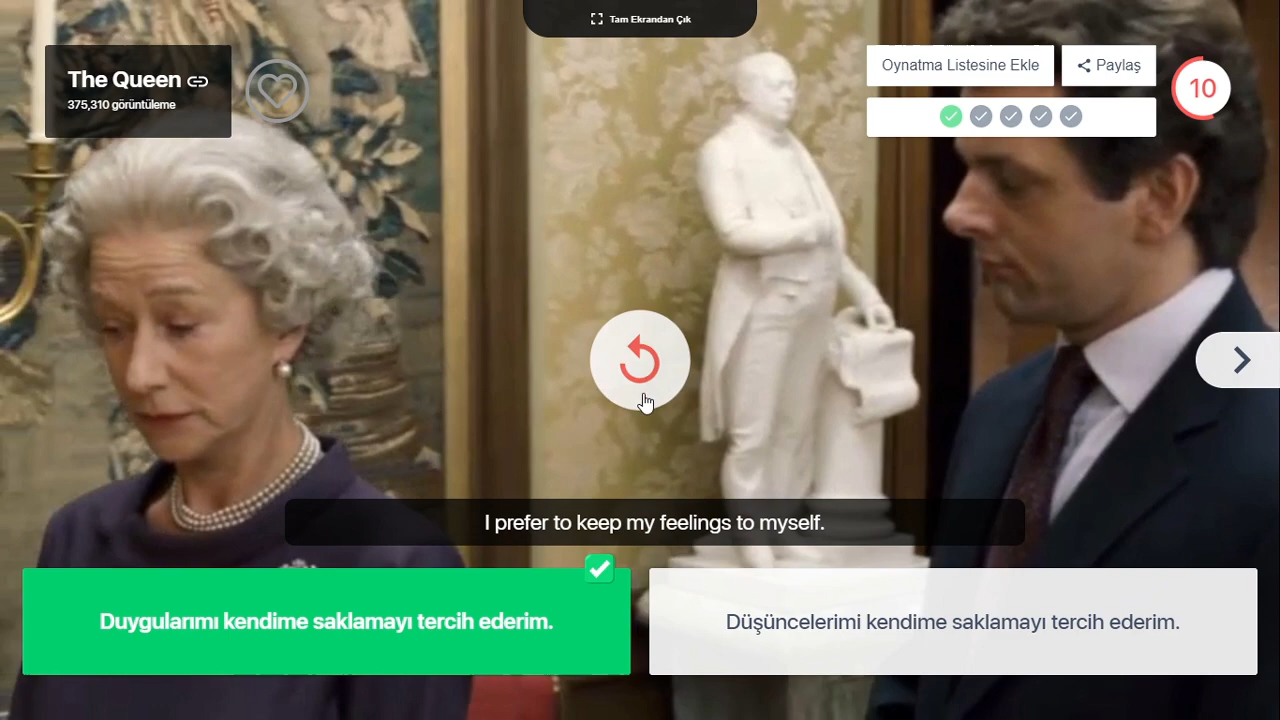 Tam Ekrandan Çık
The Queen
375,310 görüntüleme
Oynatma Listesine Ekle
Paylaş
10
I prefer to keep my feelings to myself.
Duygularımı kendime saklamayı tercih ederim.
Düşüncelerimi kendime saklamayı tercih ederim.